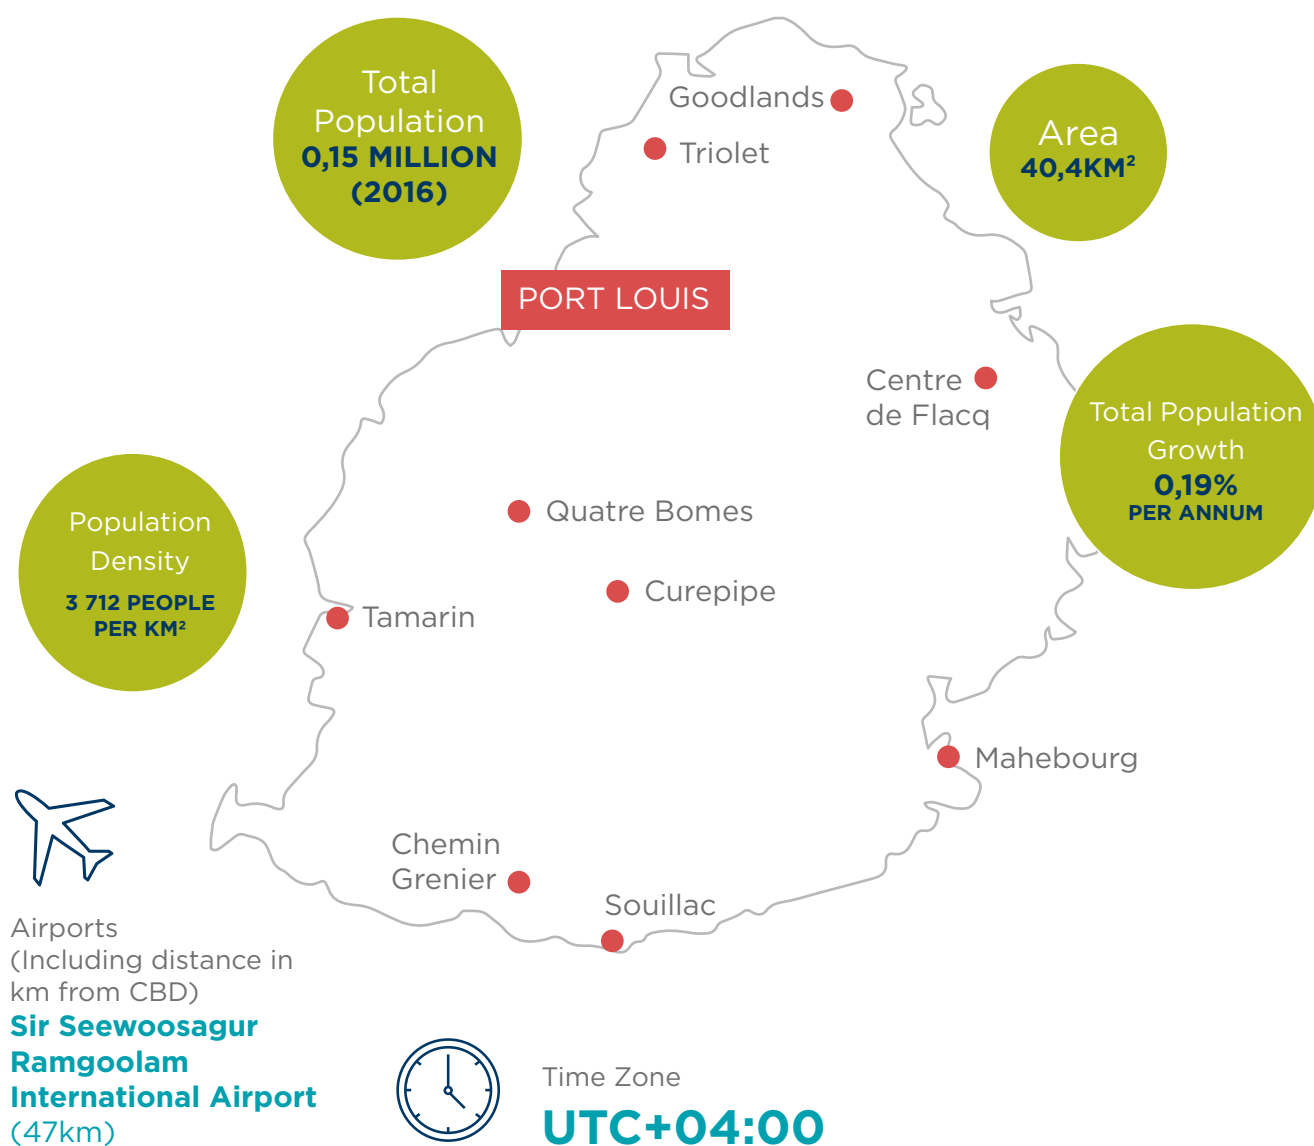 Total
Population
0,15 MILLION
(2016)
Goodlands
Triolet
Area
40,4KM²
PORT LOUIS
Centre
de Flacq
Total Population
Growth
0,19%
PER ANNUM
Population
Density
3 712 PEOPLE
PER KM²
Quatre Bomes
Curepipe
Tamarin
Mahebourg
Chemin
Grenier
Souillac
Airports
(Including distance in
km from CBD)
Sir Seewoosagur
Ramgoolam
International Airport
(47km)
Time Zone
UTC+04:00